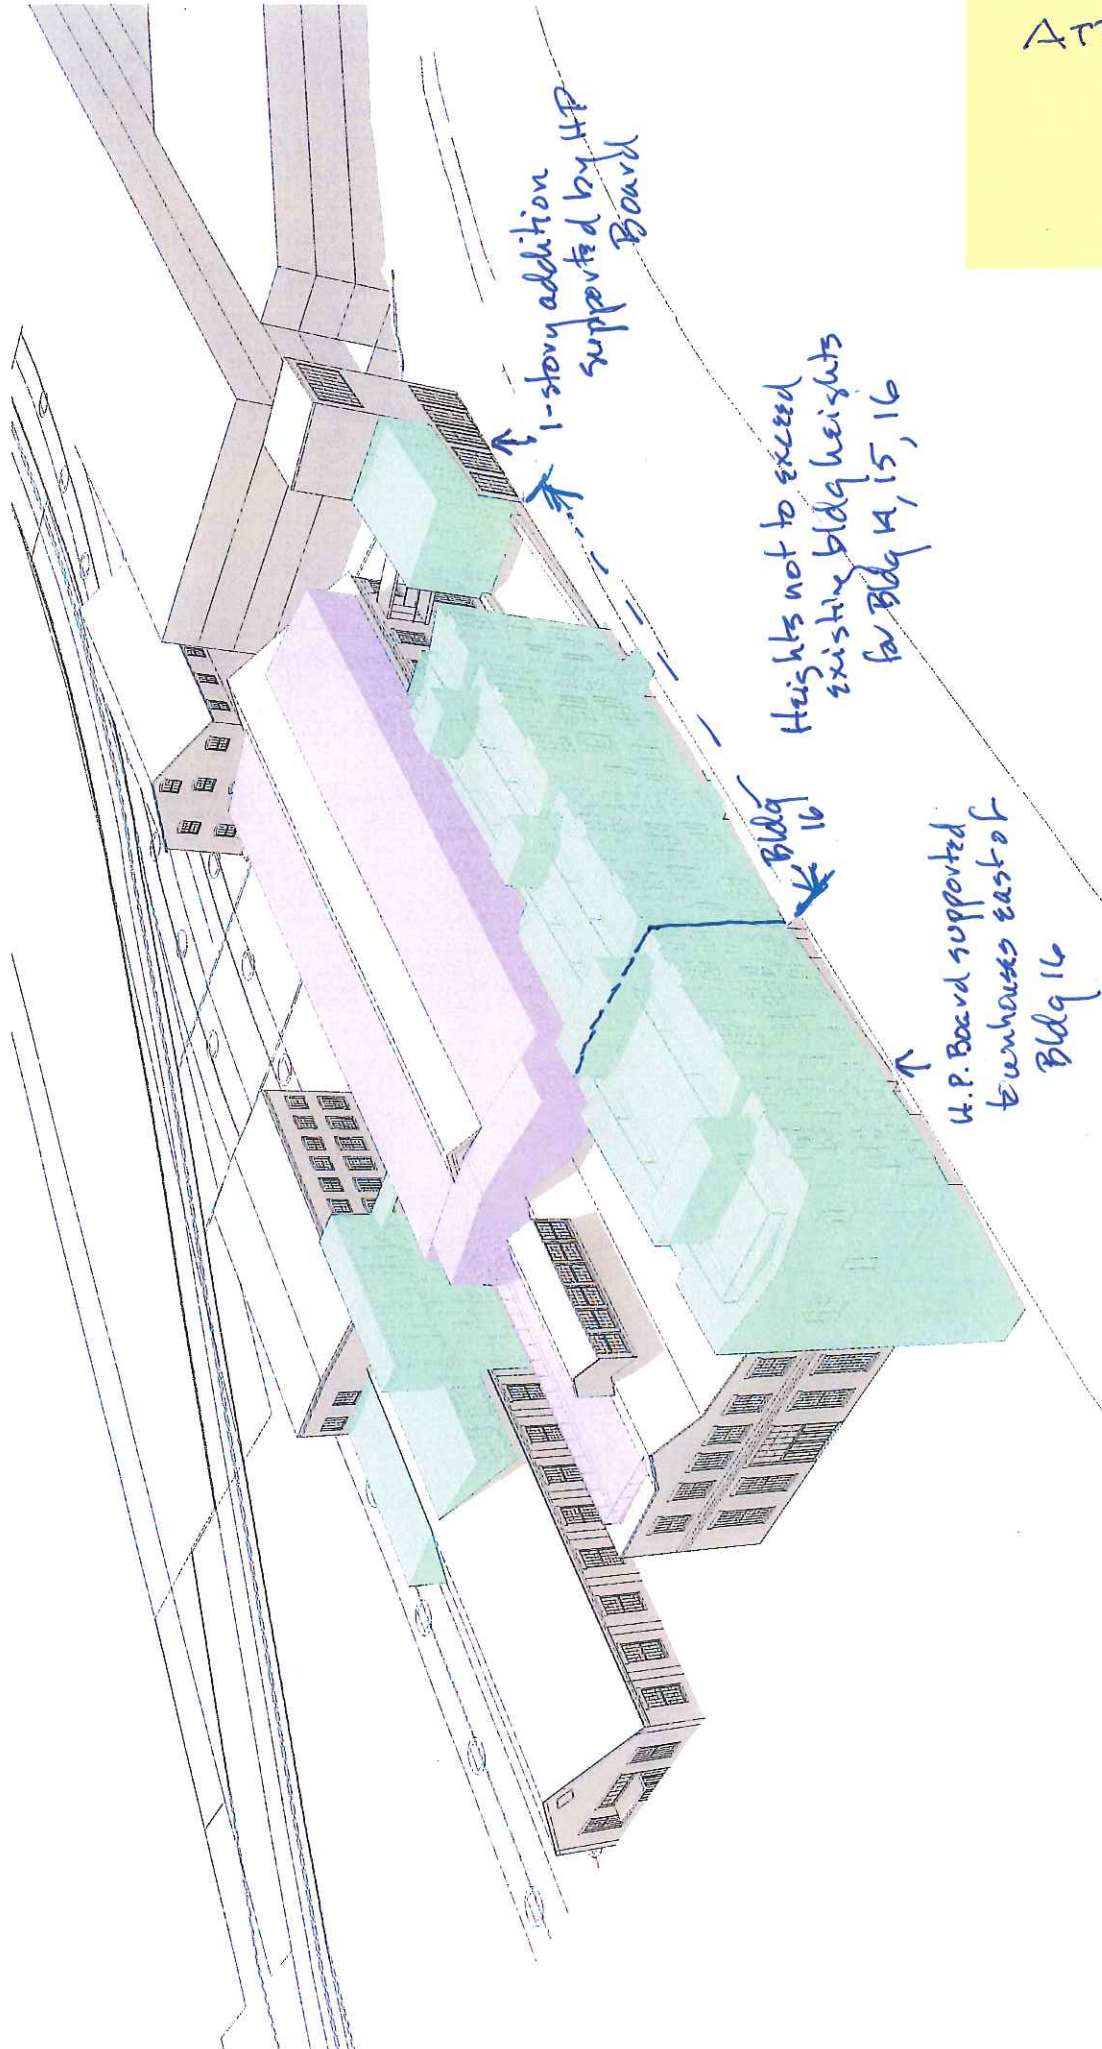 ATT
1-story addition
supported by HP
Board
Heights not to exceed
existing bldg heights
for Bldg 14, 15, 16
Bldg
16
H.P. Board supported
townhouses east of
Bldg 16